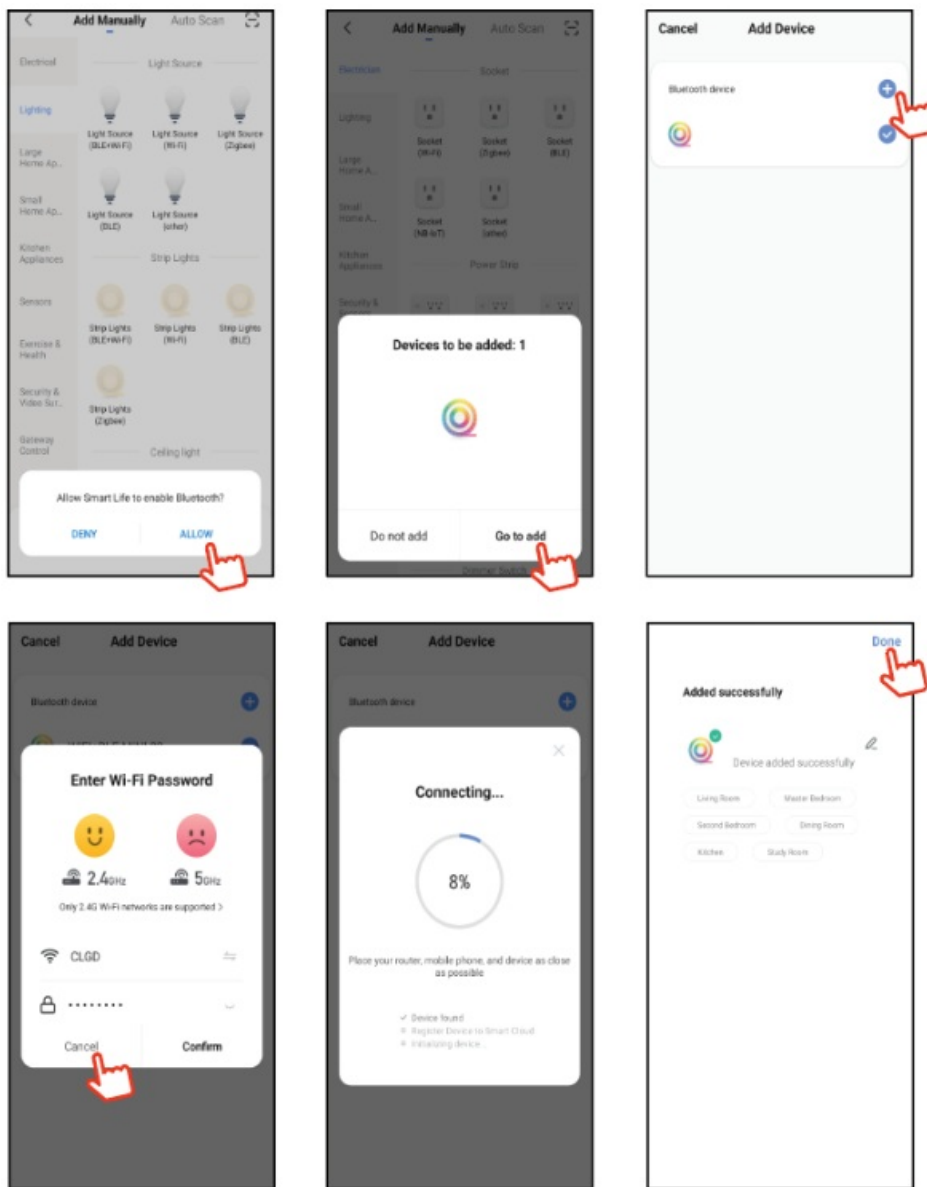 Add Manually Auto Scan
Electrical
Light Source
Lighting
Light Source
(BLE+Wi-Fi)
Light Source
(Wi-Fi)
Light Source
(Zigbee)
Large
Home Ap...
Small
Home Ap...
Light Source
(BLE)
Light Source
(other)
Kitchen
Appliances
Strip Lights
Sensors
Strip Lights
(BLE+Wi-Fi)
Strip Lights
(Wi-Fi)
Strip Lights
(BLE)
Exercise &
Health
Security &
Video Sur...
Strip Lights
(Zigbee)
Gateway
Control
Ceiling light
Allow Smart Life to enable Bluetooth?
DENY ALLOW
Add Manually Auto Scan
Electrician
Socket
Lighting
Socket
(Wi-Fi)
Socket
(Zigbee)
Socket
(BLE)
Large
Home A...
Small
Home A...
Socket
(NB-IoT)
Socket
(other)
Kitchen
Appliances
Power Strip
Security &
Devices to be added: 1
Do not add Go to add
Dimmer Switch
Cancel Add Device
Bluetooth device
Cancel Add Device
Bluetooth device
Enter Wi-Fi Password
2.4GHz 5GHz
Only 2.4G Wi-Fi networks are supported >
CLGD
••••••••
Cancel Confirm
Cancel Add Device
Bluetooth device
Connecting...
8%
Place your router, mobile phone, and device as close
as possible
Device found
Register Device to Smart Cloud
Initializing device...
Done
Added successfully
Device added successfully
Living Room Master Bedroom
Second Bedroom Dining Room
Kitchen Study Room